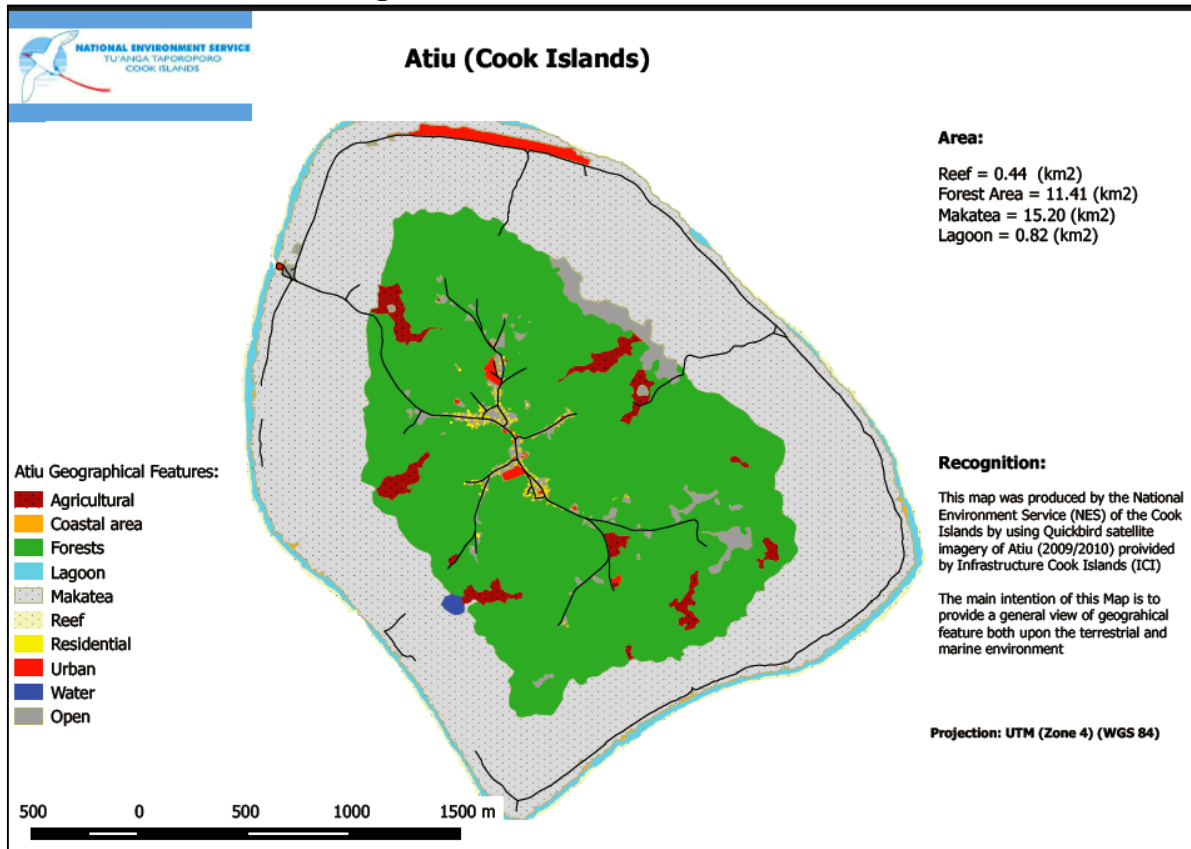 NATIONAL ENVIRONMENT SERVICE
TU'ANGA TAPOROPORO
COOK ISLANDS
Atiu (Cook Islands)
Area:
Reef = 0.44 (km2)
Forest Area = 11.41 (km2)
Makatea = 15.20 (km2)
Lagoon = 0.82 (km2)
Atiu Geographical Features:
Agricultural
Coastal area
Forests
Lagoon
Makatea
Reef
Residential
Urban
Water
Open
Recognition:
This map was produced by the National
Environment Service (NES) of the Cook
Islands by using Quickbird satellite
imagery of Atiu (2009/2010) proivided
by Infrastructure Cook Islands (ICI)
The main intention of this Map is to
provide a general view of geograhical
feature both upon the terrestrial and
marine environment
Projection: UTM (Zone 4) (WGS 84)
500 0 500 1000 1500 m